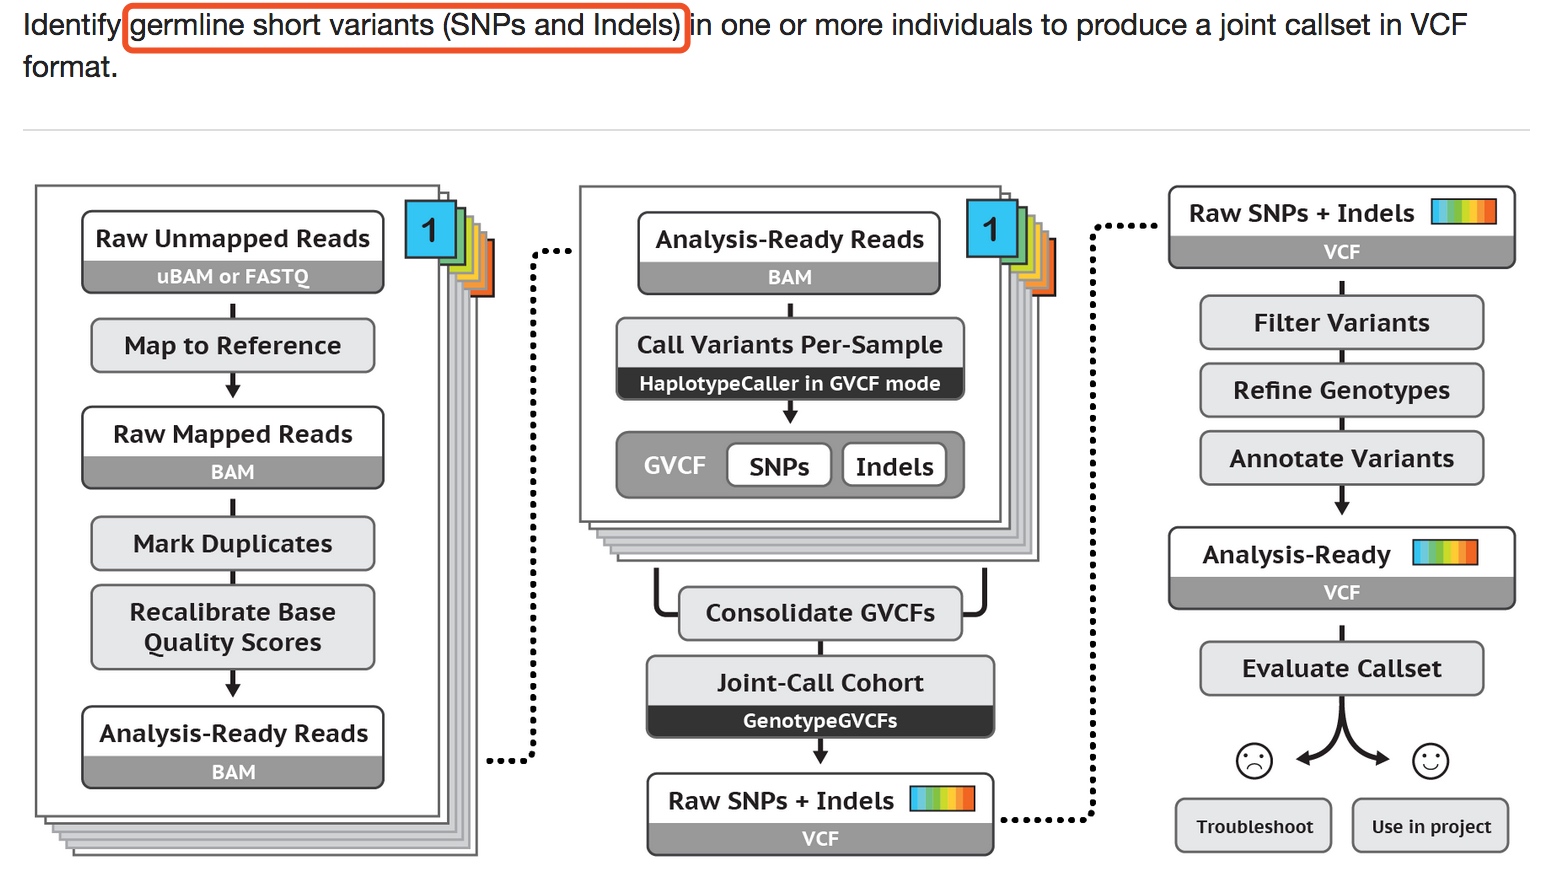 Identify germline short variants (SNPs and Indels) in one or more individuals to produce a joint callset in VCF
format.
Raw Unmapped Reads
uBAM or FASTQ
Map to Reference
Raw Mapped Reads
BAM
Mark Duplicates
Recalibrate Base
Quality Scores
Analysis-Ready Reads
BAM
1
Analysis-Ready Reads
BAM
Call Variants Per-Sample
HaplotypeCaller in GVCF mode
GVCF SNPs Indels
1
Consolidate GVCFs
Joint-Call Cohort
GenotypeGVCFs
Raw SNPs + Indels
VCF
Raw SNPs + Indels
VCF
Filter Variants
Refine Genotypes
Annotate Variants
Analysis-Ready
VCF
Evaluate Callset
Troubleshoot
Use in project